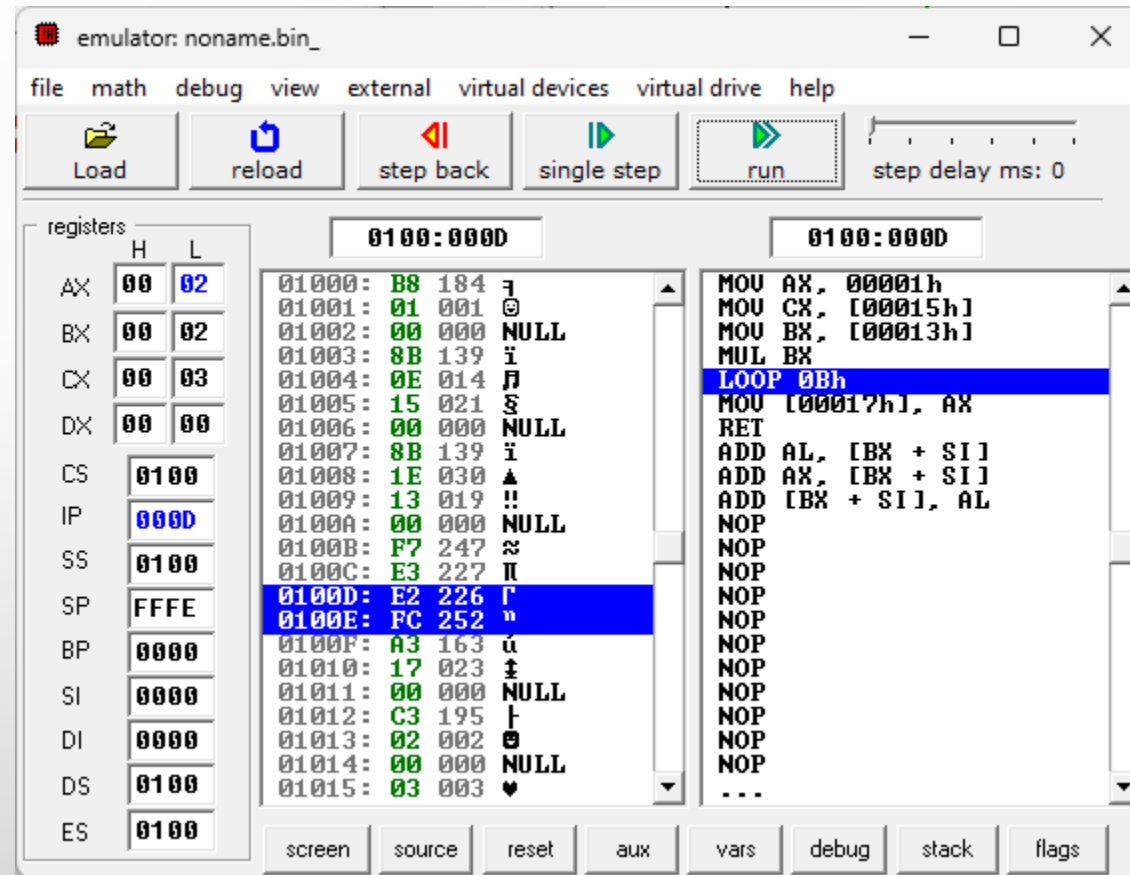 emulator: noname.bin_
file math debug view external virtual devices virtual drive help
Load reload step back single step run step delay ms: 0
registers
H L
AX 00 02
BX 00 02
CX 00 03
DX 00 00
CS 0100
IP 000D
SS 0100
SP FFFE
BP 0000
SI 0000
DI 0000
DS 0100
ES 0100
0100:000D
01000: B8 184 ╕
01001: 01 001 ☺
01002: 00 000 NULL
01003: 8B 139 ï
01004: 0E 014 ♫
01005: 15 021 §
01006: 00 000 NULL
01007: 8B 139 ï
01008: 1E 030 ▲
01009: 13 019 ‼
0100A: 00 000 NULL
0100B: F7 247 ≈
0100C: E3 227 π
0100D: E2 226 Γ
0100E: FC 252 ⁿ
0100F: A3 163 ú
01010: 17 023 ↨
01011: 00 000 NULL
01012: C3 195 ├
01013: 02 002 ☻
01014: 00 000 NULL
01015: 03 003 ♥
0100:000D
MOV AX, 00001h
MOV CX, [00015h]
MOV BX, [00013h]
MUL BX
LOOP 0Bh
MOV [00017h], AX
RET
ADD AL, [BX + SI]
ADD AX, [BX + SI]
ADD [BX + SI], AL
NOP
NOP
NOP
NOP
NOP
NOP
NOP
NOP
NOP
NOP
NOP
...
screen source reset aux vars debug stack flags